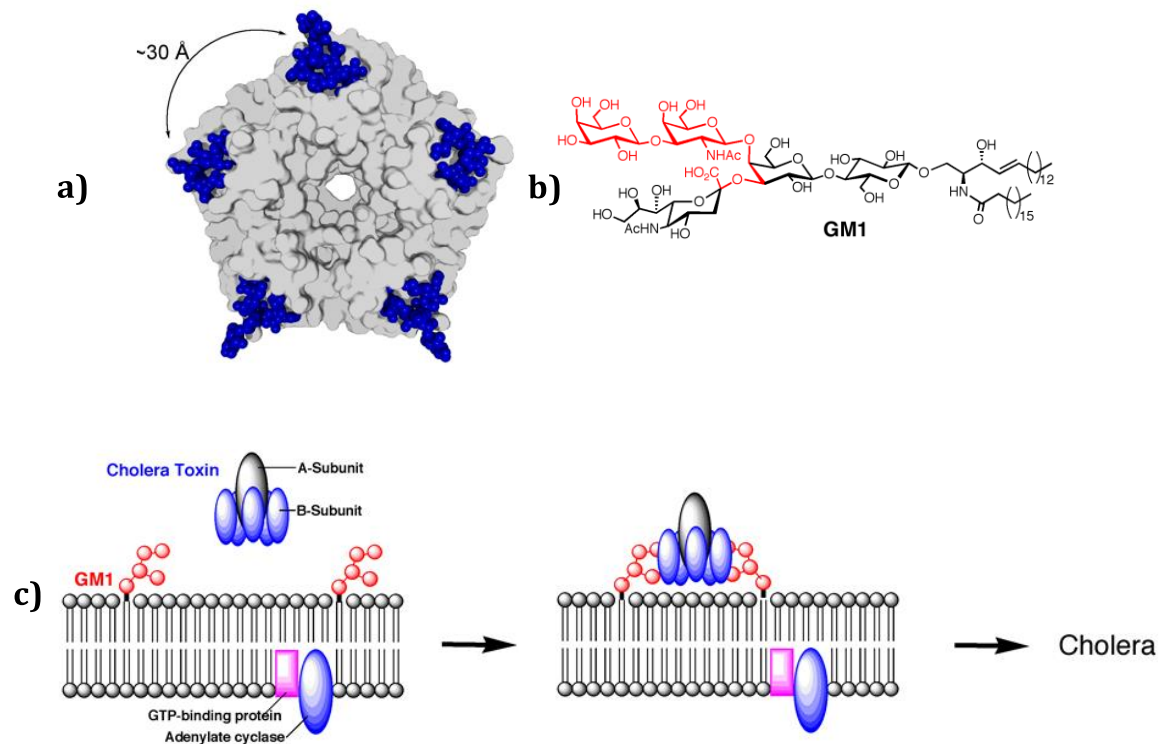 ~30 Å
a)
OH
OH
OH
OH
HO
O
HO
O
OH
O
NHAc
O
b)
HO
O
O
OH
O
HO
OH
O
O
OH
OH
HO₂C
O
OH
HO
OH
O
HN
12
HO
OH
O
15
HO
AcHN
HO
GM1
O
Cholera Toxin
A-Subunit
B-Subunit
GM1
c)
Cholera
GTP-binding protein
Adenylate cyclase